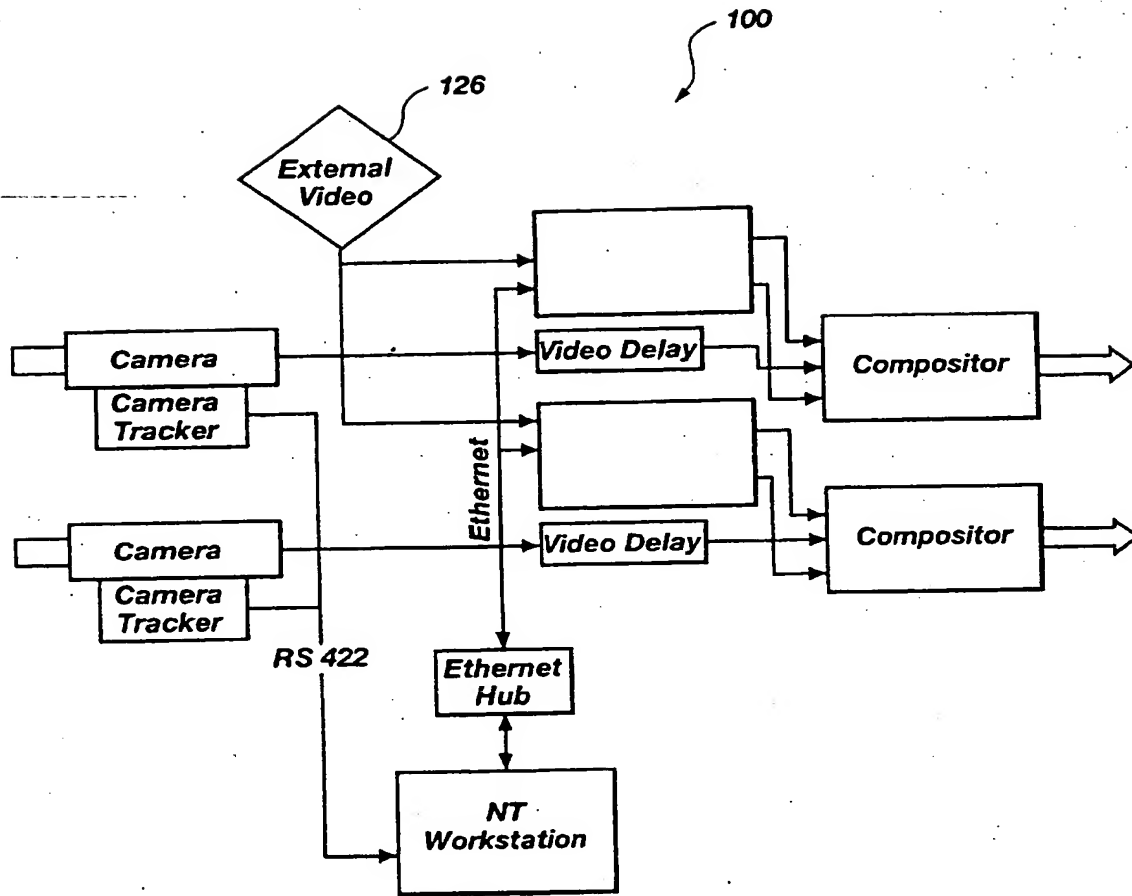 100
126
External
Video
Camera
Video Delay
Compositor
Camera
Tracker
Ethernet
Camera
Video Delay
Compositor
Camera
Tracker
RS 422
Ethernet
Hub
NT
Workstation